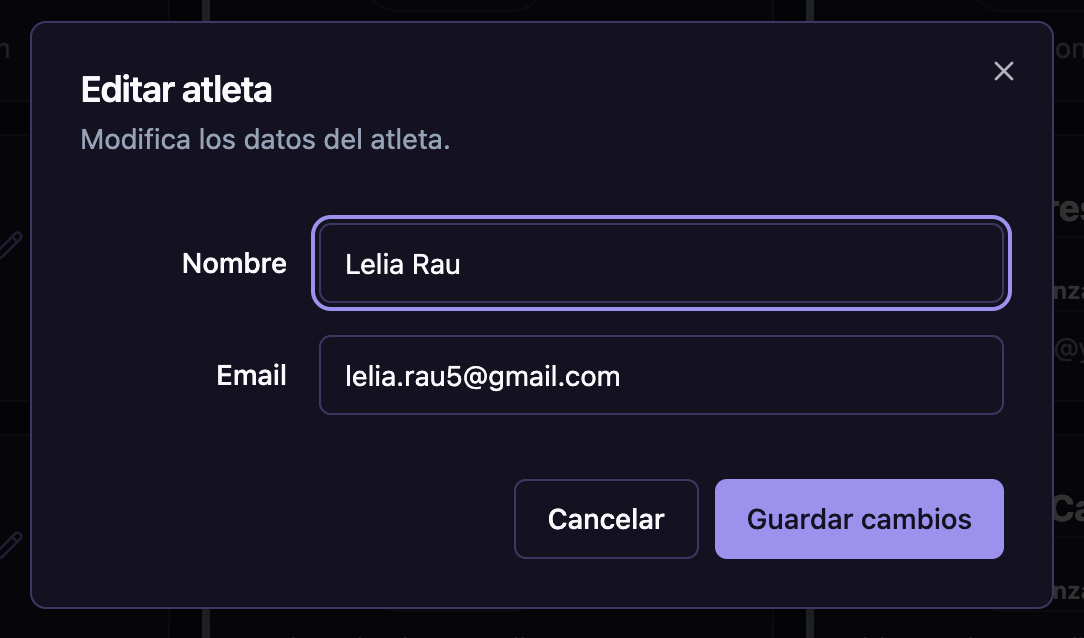 Editar atleta
Modifica los datos del atleta.
Nombre
Lelia Rau
Email
lelia.rau5@gmail.com
Cancelar
Guardar cambios